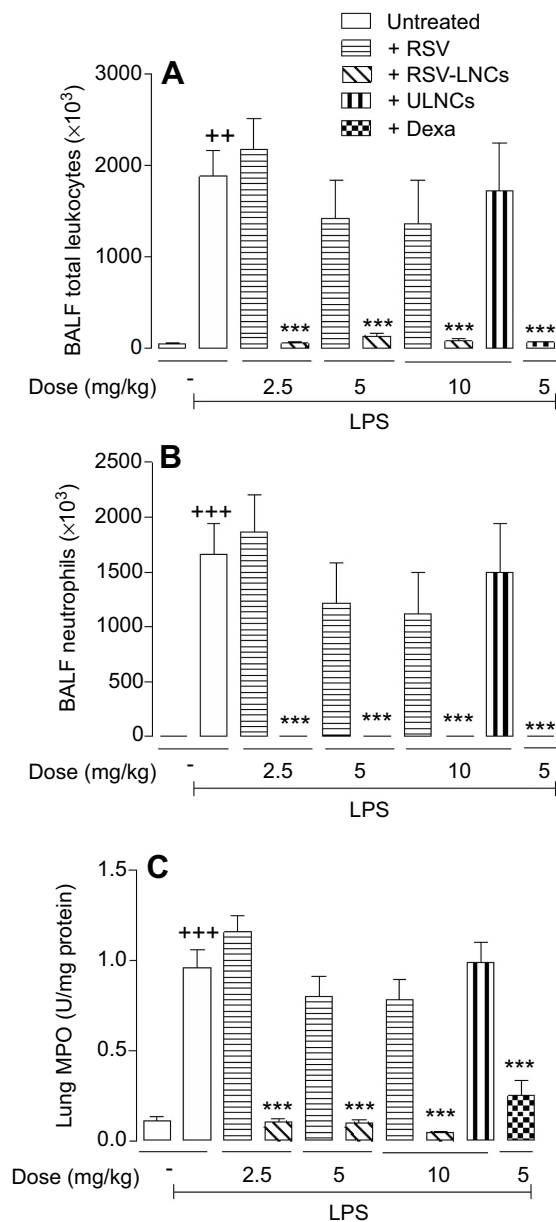 Untreated
+ RSV
+ RSV-LNCs
+ ULNCs
+ Dexa
A
BALF total leukocytes (×10³)
3000
2000
1000
0
++
***
***
***
***
Dose (mg/kg)
- 2.5 5 10 5
LPS
B
BALF neutrophils (×10³)
2500
2000
1500
1000
500
0
+++
***
***
***
***
Dose (mg/kg)
- 2.5 5 10 5
LPS
C
Lung MPO (U/mg protein)
1.5
1.0
0.5
0.0
+++
***
***
***
***
Dose (mg/kg)
- 2.5 5 10 5
LPS